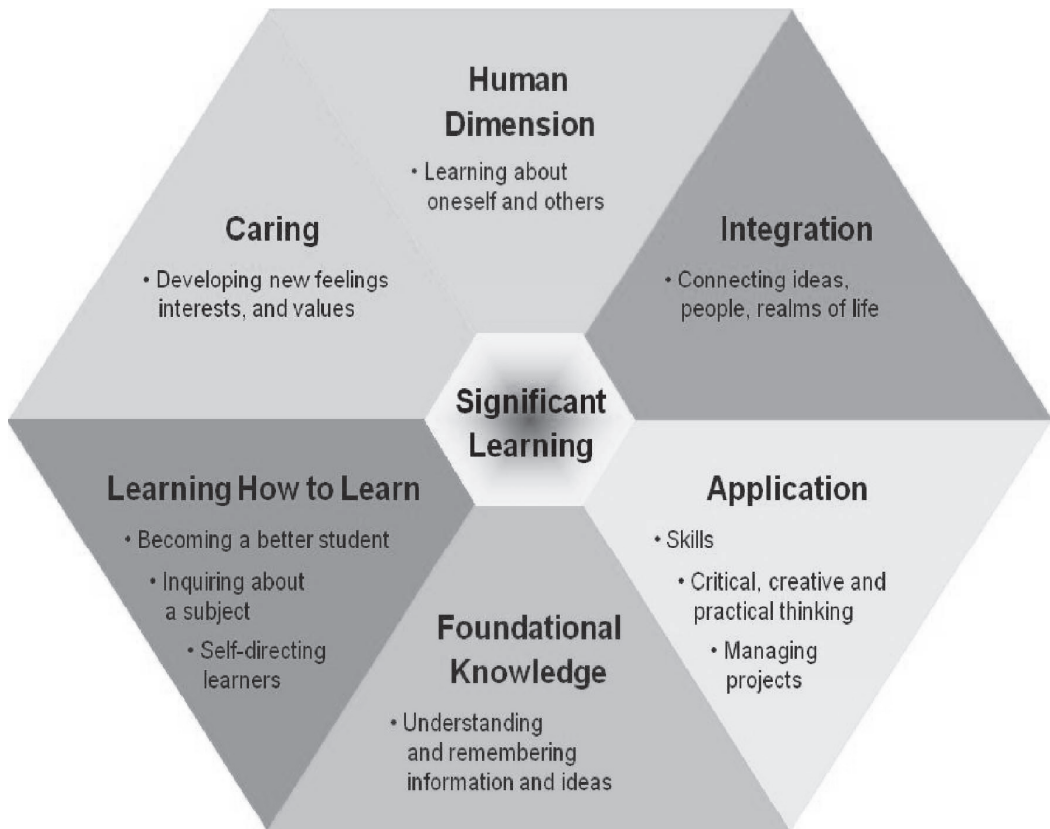 Human
Dimension
• Learning about
oneself and others
Caring
• Developing new feelings
interests, and values
Integration
• Connecting ideas,
people, realms of life
Significant
Learning
Learning How to Learn
• Becoming a better student
• Inquiring about
a subject
• Self-directing
learners
Application
• Skills
• Critical, creative and
practical thinking
• Managing
projects
Foundational
Knowledge
• Understanding
and remembering
information and ideas